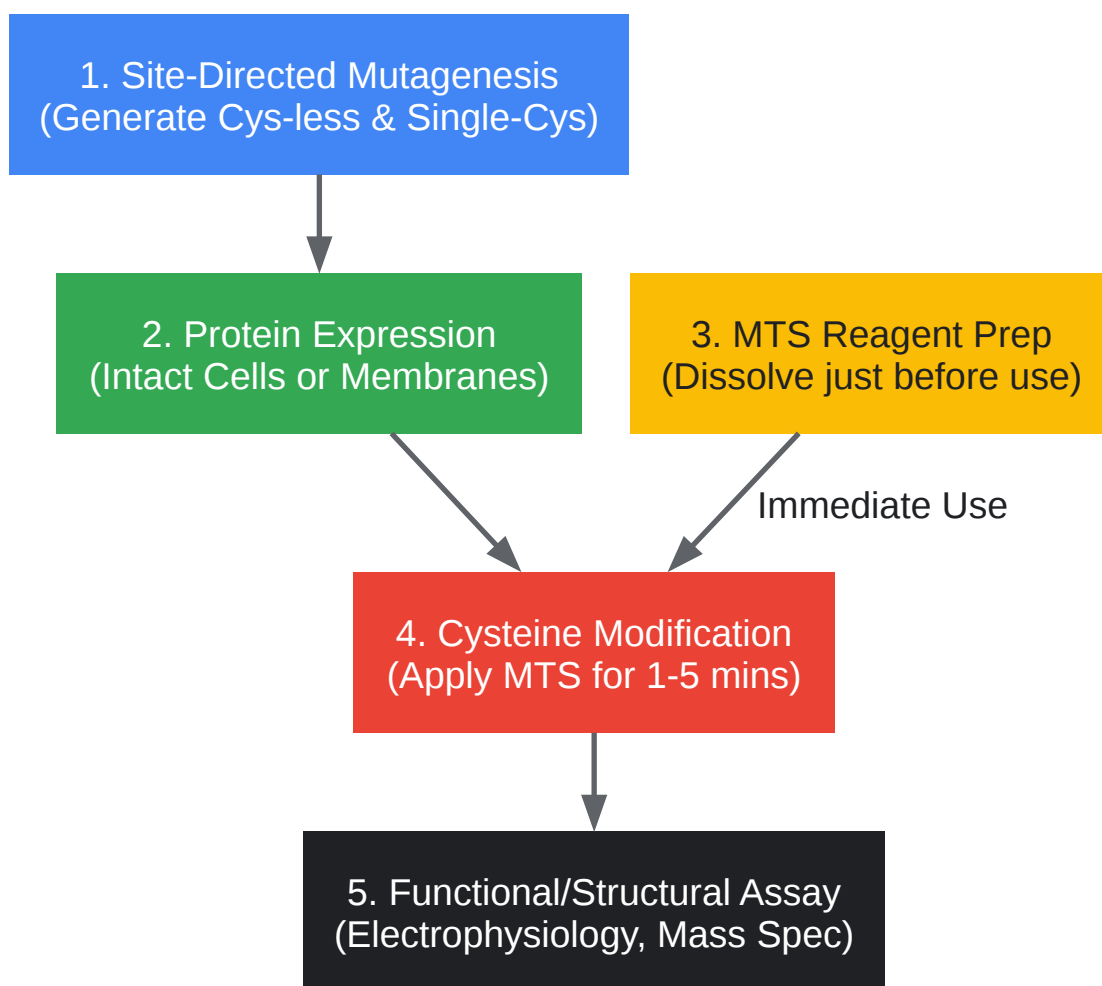 1. Site-Directed Mutagenesis
(Generate Cys-less & Single-Cys)
2. Protein Expression
(Intact Cells or Membranes)
3. MTS Reagent Prep
(Dissolve just before use)
Immediate Use
4. Cysteine Modification
(Apply MTS for 1-5 mins)
5. Functional/Structural Assay
(Electrophysiology, Mass Spec)